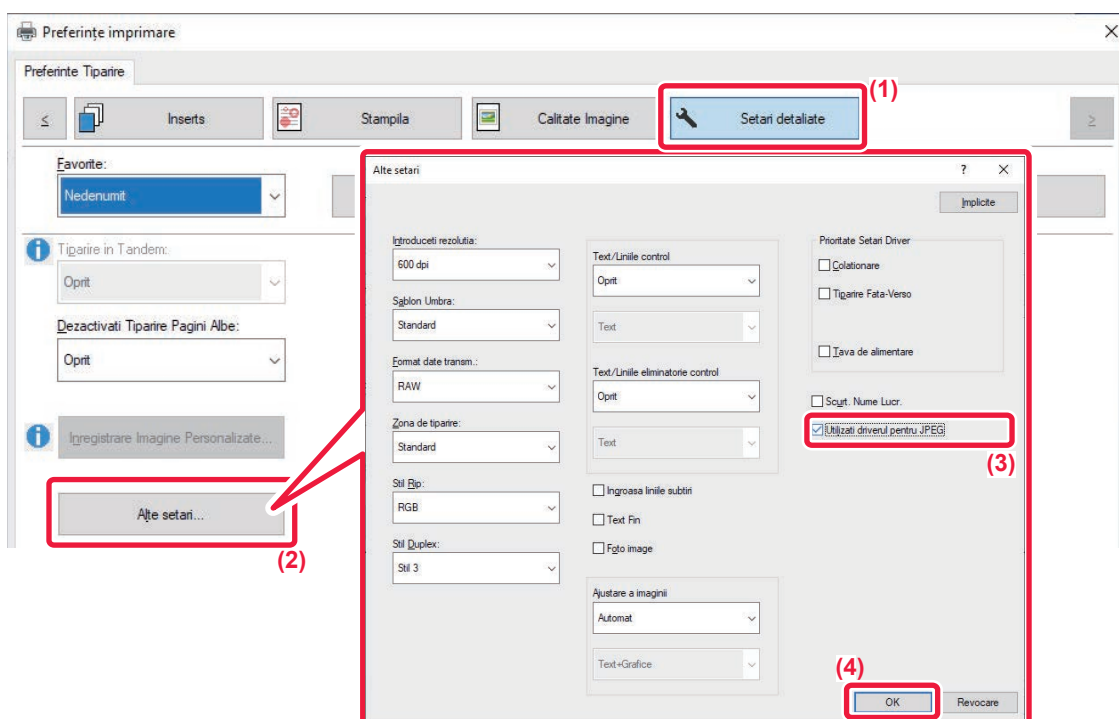 Preferințe imprimare
Preferinte Tiparire
(1)
< Inserts Stampila Calitate Imagine Setari detaliate >
Favorite:
Nedenumit
Tiparire in Tandem:
Oprit
Dezactivati Tiparire Pagini Albe:
Oprit
Inregistrare Imagine Personalizate...
Alte setari...
(2)
Alte setari ?
Implicite
Introduceti rezolutia:
600 dpi
Sablon Umbra:
Standard
Format date transm.:
RAW
Zona de tiparire:
Standard
Stil Rip:
RGB
Stil Duplex:
Stil 3
Text/Liniile control
Oprit
Text
Text/Liniile eliminatorie control
Oprit
Text
Ingroasa liniile subtiri
Text Fin
Foto image
Ajustare a imaginii
Automat
Text+Grafice
Prioritate Setari Driver
Colationare
Tiparire Fata-Verso
Tava de alimentare
Scurt. Nume Lucr.
Utilizati driverul pentru JPEG
(3)
(4)
OK Revocare